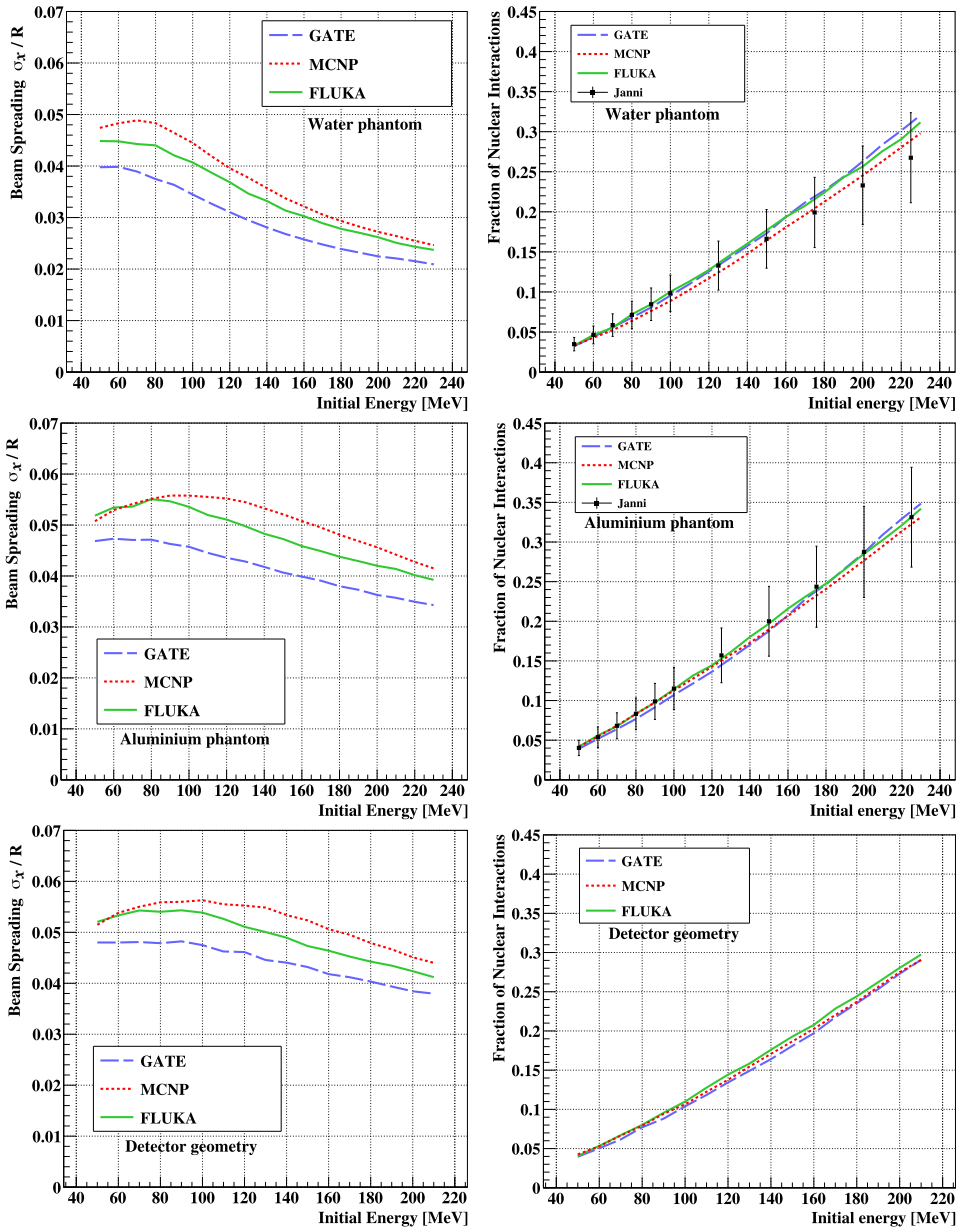 Beam Spreading σx / R
0.07
0.06
0.05
0.04
0.03
0.02
0.01
0
GATE
MCNP
FLUKA
Water phantom
40 60 80 100 120 140 160 180 200 220 240
Initial Energy [MeV]
Fraction of Nuclear Interactions
0.45
0.4
0.35
0.3
0.25
0.2
0.15
0.1
0.05
0
GATE
MCNP
FLUKA
Janni
Water phantom
40 60 80 100 120 140 160 180 200 220 240
Initial energy [MeV]
Beam Spreading σx / R
0.07
0.06
0.05
0.04
0.03
0.02
0.01
0
GATE
MCNP
FLUKA
Aluminium phantom
40 60 80 100 120 140 160 180 200 220 240
Initial Energy [MeV]
Fraction of Nuclear Interactions
0.45
0.4
0.35
0.3
0.25
0.2
0.15
0.1
0.05
0
GATE
MCNP
FLUKA
Janni
Aluminium phantom
40 60 80 100 120 140 160 180 200 220 240
Initial energy [MeV]
Beam Spreading σx / R
0.07
0.06
0.05
0.04
0.03
0.02
0.01
0
GATE
MCNP
FLUKA
Detector geometry
40 60 80 100 120 140 160 180 200 220
Initial Energy [MeV]
Fraction of Nuclear Interactions
0.45
0.4
0.35
0.3
0.25
0.2
0.15
0.1
0.05
0
GATE
MCNP
FLUKA
Detector geometry
40 60 80 100 120 140 160 180 200 220
Initial energy [MeV]